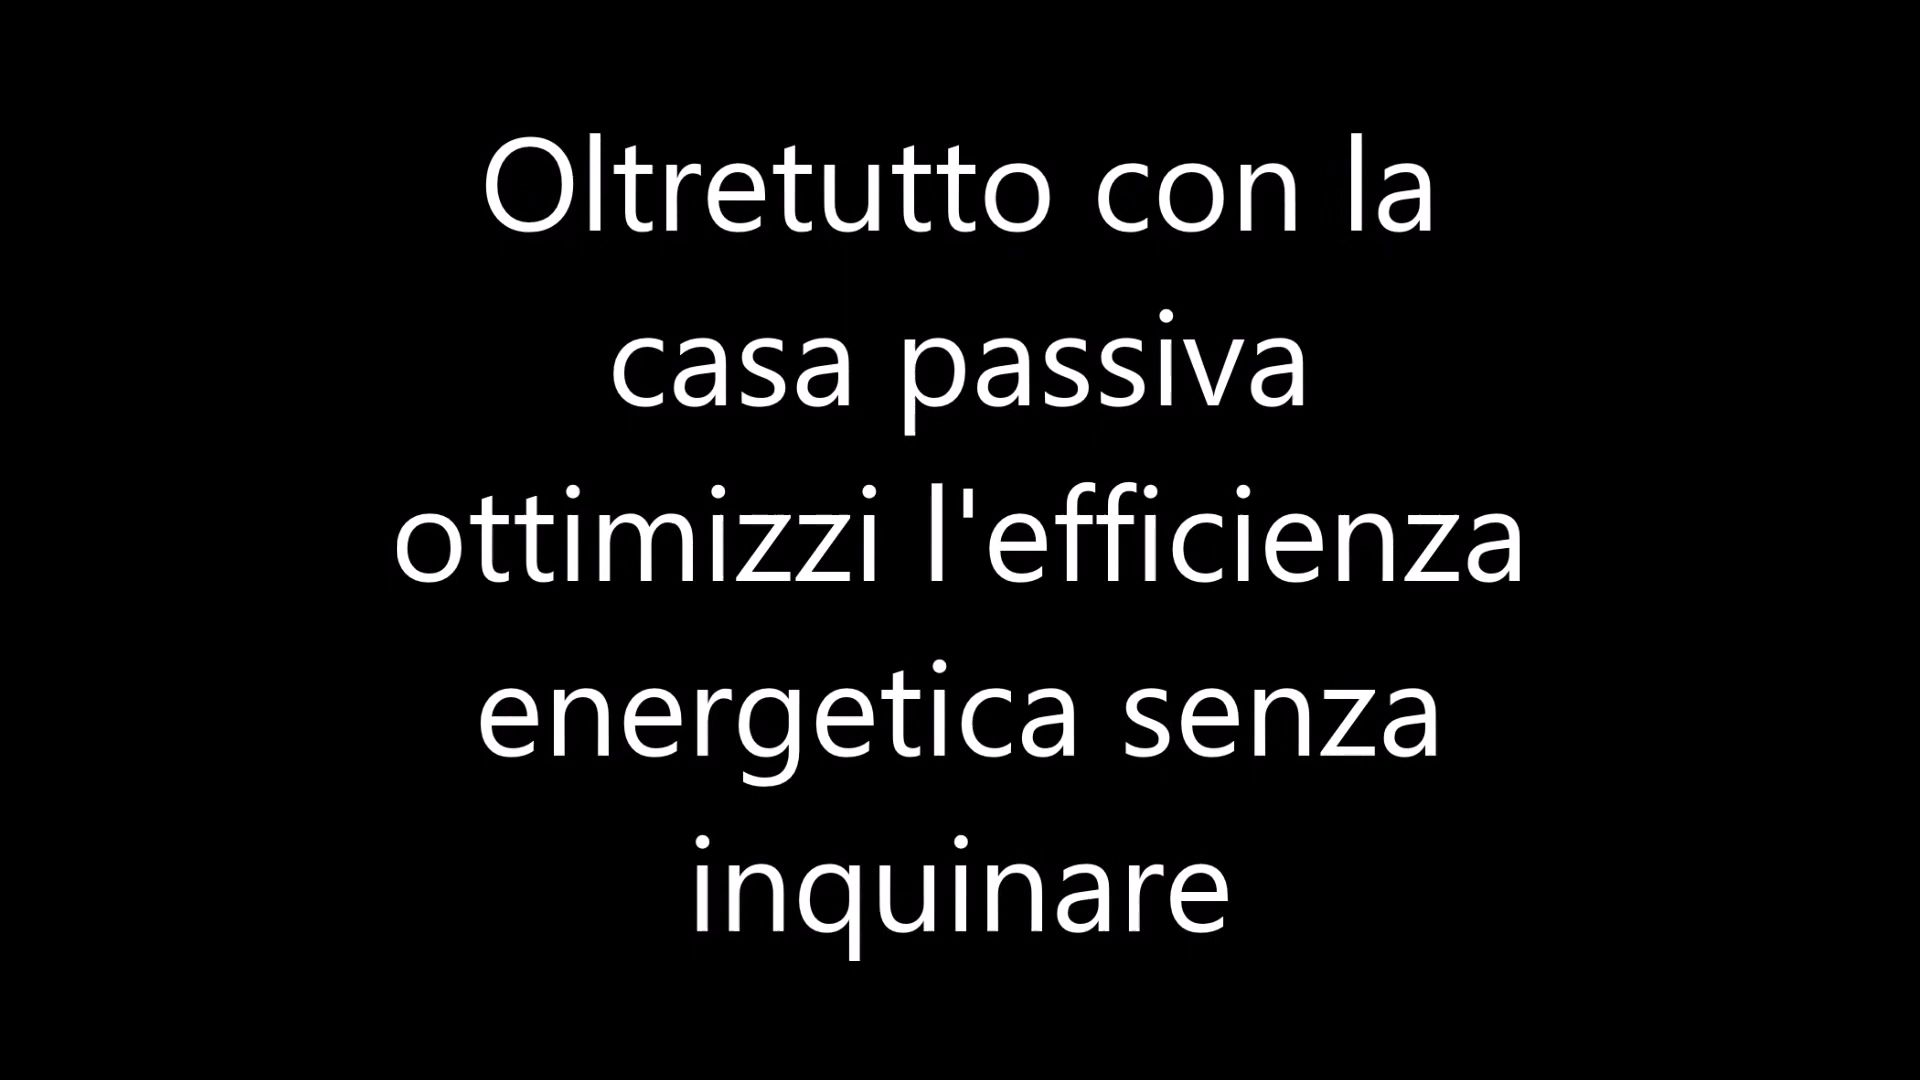 Oltretutto con la
casa passiva
ottimizzi l'efficienza
energetica senza
inquinare